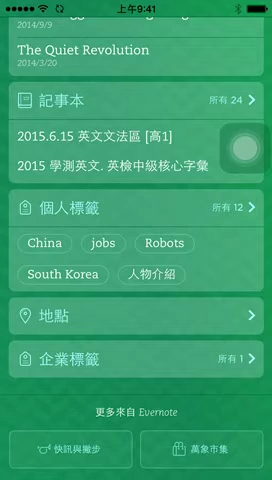 上午9:41
2014/9/9
The Quiet Revolution
2014/3/20
記事本
所有 24
2015.6.15 英文文法區 [高1]
2015 學測英文. 英檢中級核心字彙
個人標籤
所有 12
China
jobs
Robots
South Korea
人物介紹
地點
企業標籤
所有 1
更多來自 Evernote
快訊與撇步
萬象市集